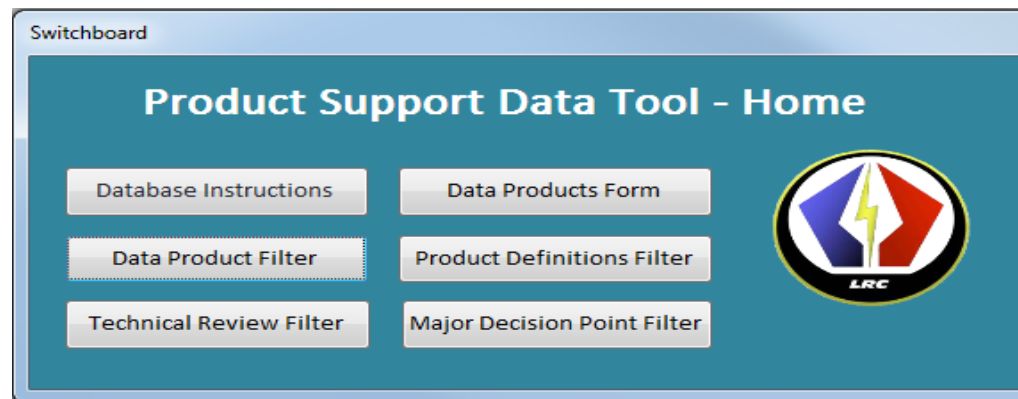 Switchboard
Product Support Data Tool - Home
Database Instructions
Data Products Form
Data Product Filter
Product Definitions Filter
Technical Review Filter
Major Decision Point Filter
LRC